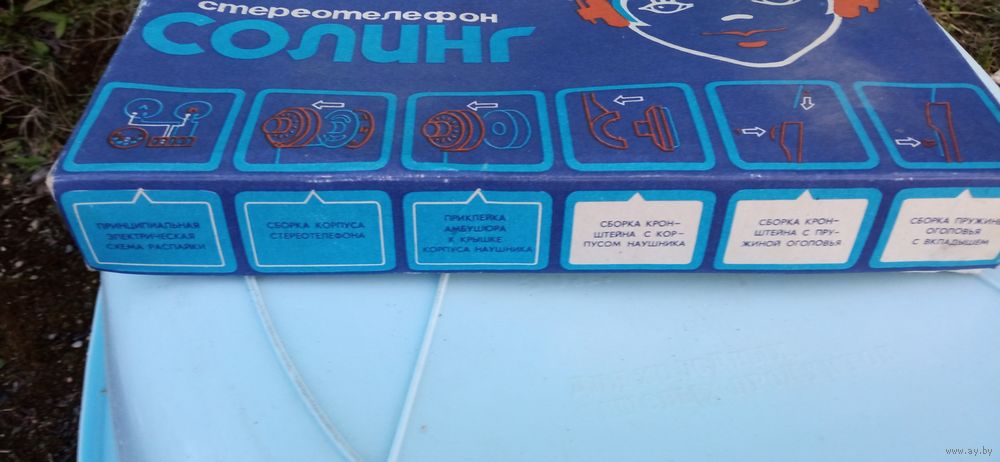 стереотелефон
СОЛИНГ
ПРИНЦИПИАЛЬНАЯ
ЭЛЕКТРИЧЕСКАЯ
СХЕМА РАСПАЙКИ
СБОРКА КОРПУСА
СТЕРЕОТЕЛЕФОНА
ПРИКЛЕЙКА
АМБУШЮРА
К КРЫШКЕ
КОРПУСА НАУШНИКА
СБОРКА КРОН-
ШТЕЙНА С КОР-
ПУСОМ НАУШНИКА
СБОРКА КРОН-
ШТЕЙНА С ПРУ-
ЖИНОЙ ОГОЛОВЬЯ
СБОРКА ПРУЖИН
ОГОЛОВЬЯ
С ВКЛАДЫШЕМ
www.ay.by